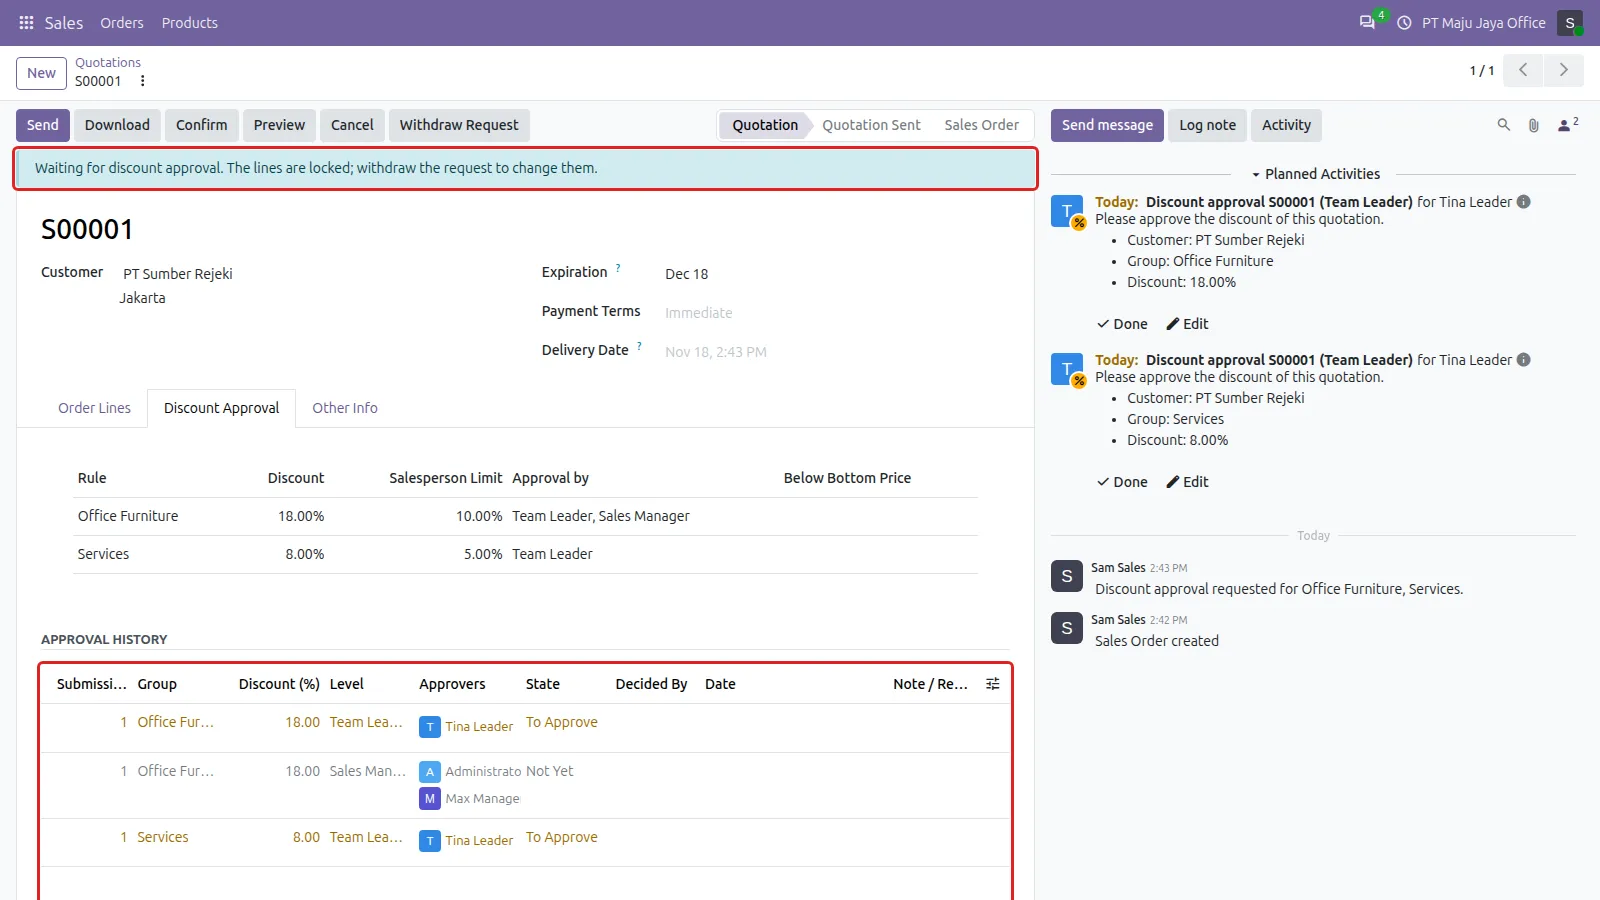 Sales Orders Products 4 PT Maju Jaya Office S
New Quotations 1 / 1
S00001
Send Download Confirm Preview Cancel Withdraw Request Quotation Quotation Sent Sales Order
Send message Log note Activity 2
Waiting for discount approval. The lines are locked; withdraw the request to change them.
S00001
Customer PT Sumber Rejeki
Jakarta
Expiration ? Dec 18
Payment Terms Immediate
Delivery Date ? Nov 18, 2:43 PM
Order Lines Discount Approval Other Info
Rule Discount Salesperson Limit Approval by Below Bottom Price
Office Furniture 18.00% 10.00% Team Leader, Sales Manager
Services 8.00% 5.00% Team Leader
APPROVAL HISTORY
Submissi... Group Discount (%) Level Approvers State Decided By Date Note / Re...
1 Office Fur... 18.00 Team Lea... T Tina Leader To Approve
1 Office Fur... 18.00 Sales Man... A Administrato Not Yet
M Max Manage
1 Services 8.00 Team Lea... T Tina Leader To Approve
Planned Activities
T % Today: Discount approval S00001 (Team Leader) for Tina Leader
Please approve the discount of this quotation.
• Customer: PT Sumber Rejeki
• Group: Office Furniture
• Discount: 18.00%
Done Edit
T % Today: Discount approval S00001 (Team Leader) for Tina Leader
Please approve the discount of this quotation.
• Customer: PT Sumber Rejeki
• Group: Services
• Discount: 8.00%
Done Edit
Today
S Sam Sales 2:43 PM
Discount approval requested for Office Furniture, Services.
S Sam Sales 2:42 PM
Sales Order created